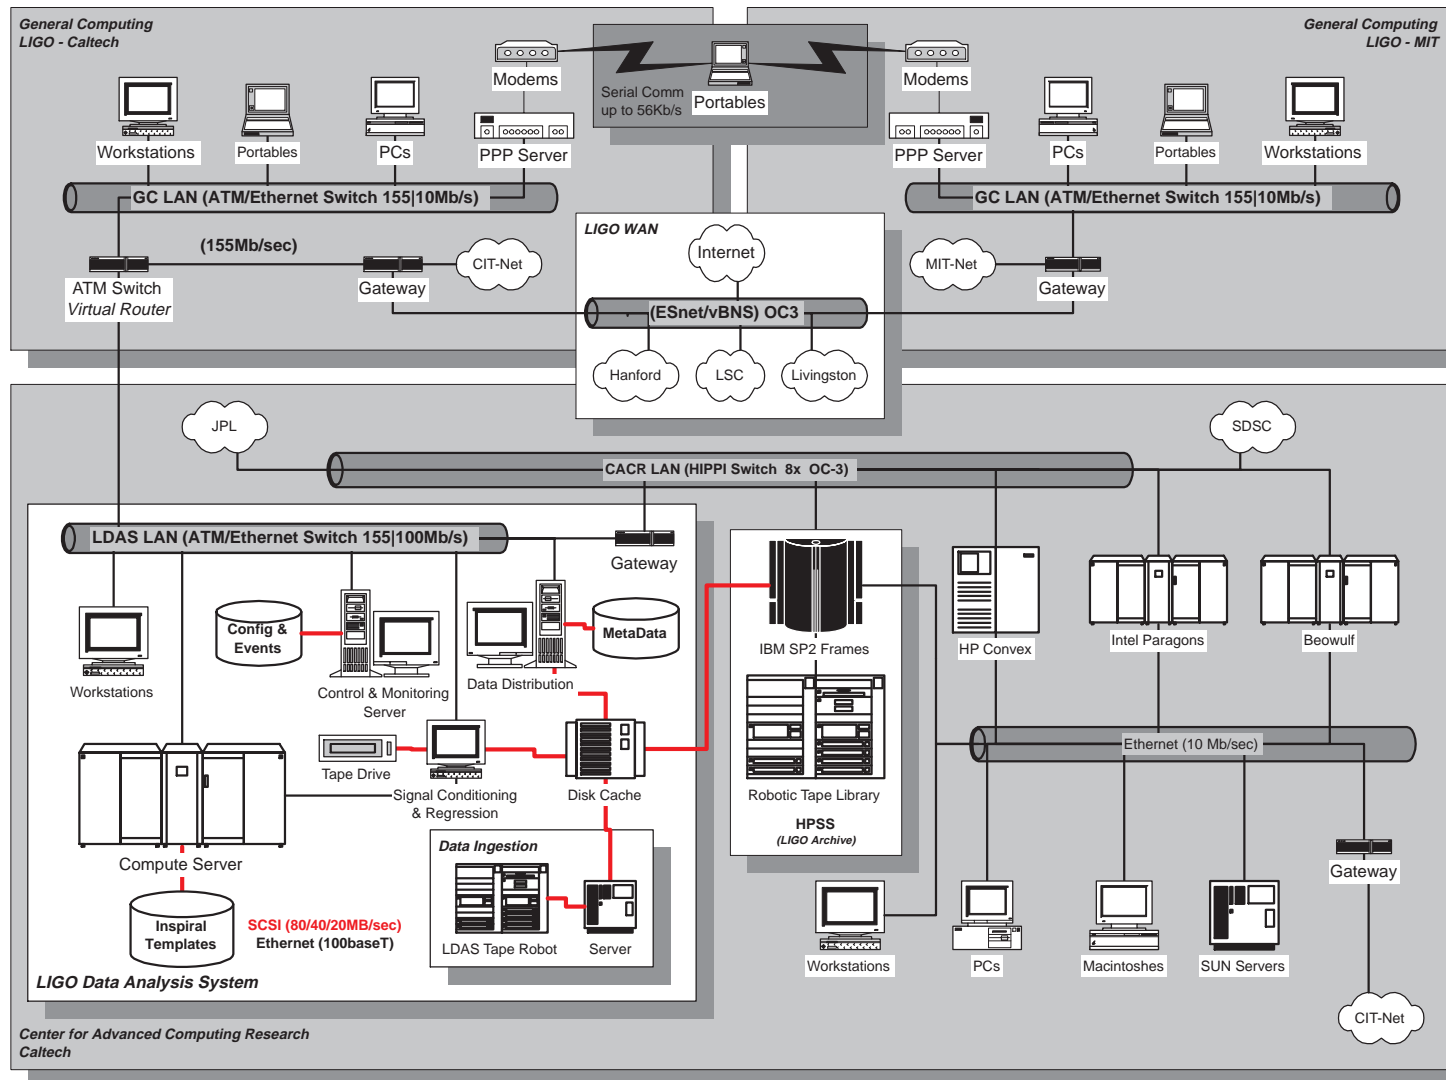 General Computing
LIGO - Caltech
General Computing
LIGO - MIT
Modems
Serial Comm
up to 56Kb/s
Portables
Modems
Workstations
Portables
PCs
PPP Server
PPP Server
PCs
Portables
Workstations
GC LAN (ATM/Ethernet Switch 155|10Mb/s)
GC LAN (ATM/Ethernet Switch 155|10Mb/s)
LIGO WAN
(155Mb/sec)
Internet
CIT-Net
MIT-Net
ATM Switch
Virtual Router
Gateway
Gateway
(ESnet/vBNS) OC3
Hanford
LSC
Livingston
JPL
SDSC
CACR LAN (HIPPI Switch 8x OC-3)
LDAS LAN (ATM/Ethernet Switch 155|100Mb/s)
Gateway
Config &
Events
MetaData
IBM SP2 Frames
HP Convex
Intel Paragons
Beowulf
Workstations
Control & Monitoring
Server
Data Distribution
Tape Drive
Signal Conditioning
& Regression
Disk Cache
Robotic Tape Library
HPSS
(LIGO Archive)
Ethernet (10 Mb/sec)
Compute Server
Data Ingestion
Gateway
Inspiral
Templates
SCSI (80/40/20MB/sec)
Ethernet (100baseT)
LDAS Tape Robot
Server
Workstations
PCs
Macintoshes
SUN Servers
LIGO Data Analysis System
CIT-Net
Center for Advanced Computing Research
Caltech